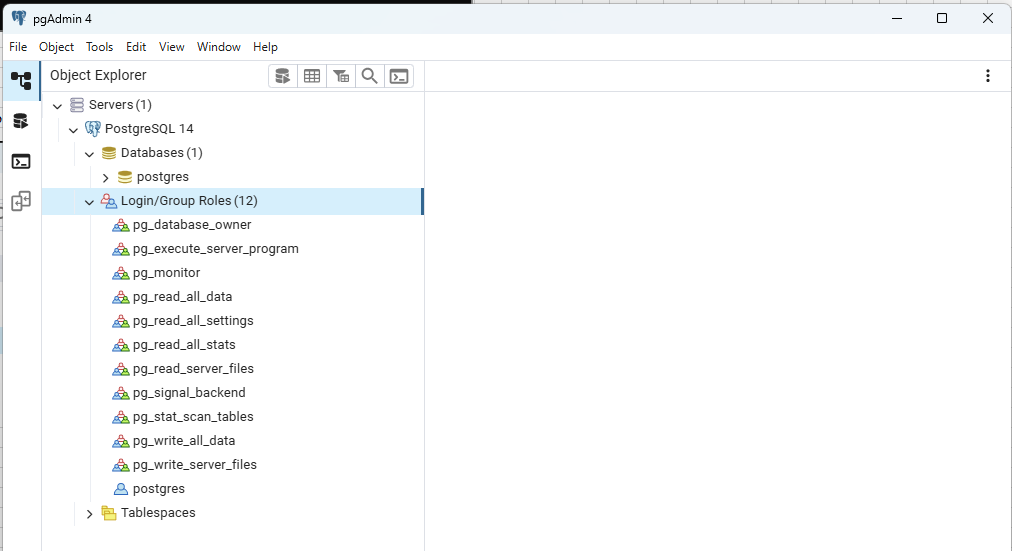 pgAdmin 4
File Object Tools Edit View Window Help
Object Explorer
Servers (1)
PostgreSQL 14
Databases (1)
postgres
Login/Group Roles (12)
pg_database_owner
pg_execute_server_program
pg_monitor
pg_read_all_data
pg_read_all_settings
pg_read_all_stats
pg_read_server_files
pg_signal_backend
pg_stat_scan_tables
pg_write_all_data
pg_write_server_files
postgres
Tablespaces